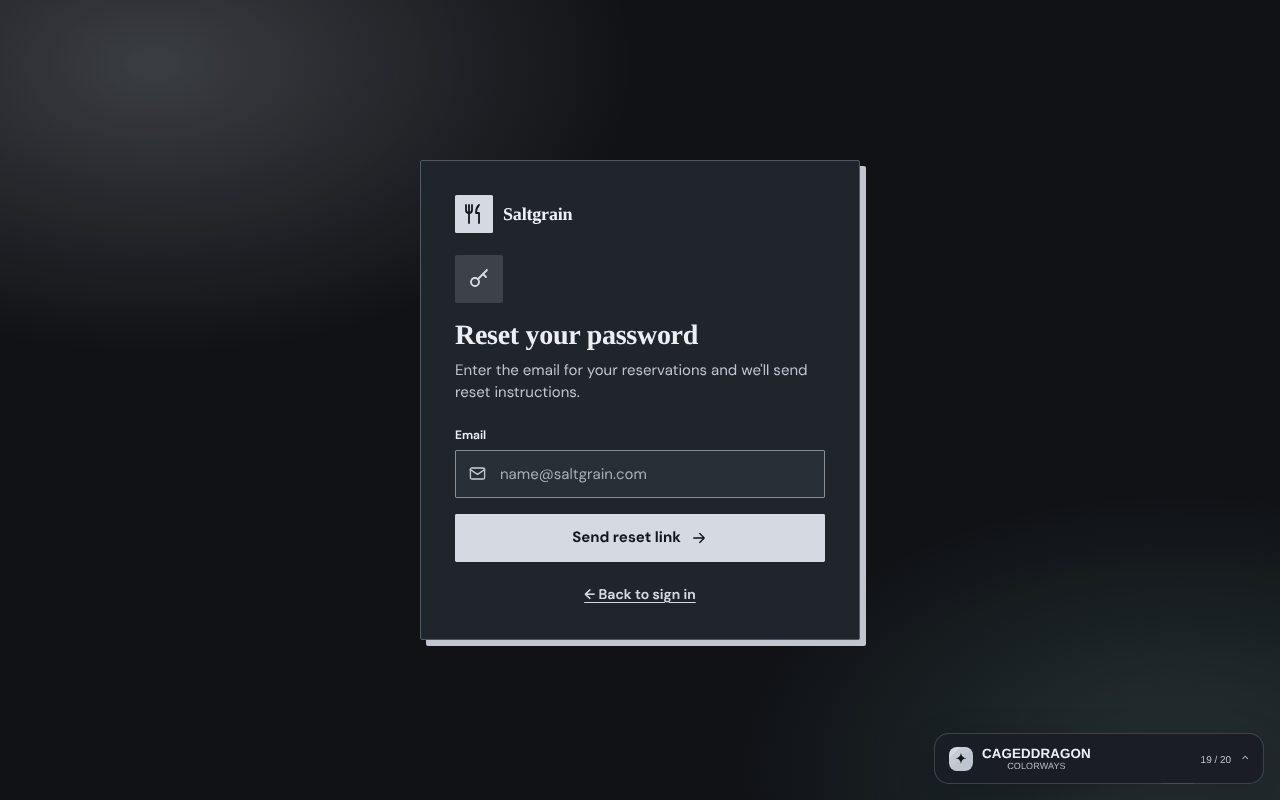 Saltgrain
Reset your password
Enter the email for your reservations and we'll send
reset instructions.
Email
name@saltgrain.com
Send reset link →
← Back to sign in
CAGEDDRAGON
COLORWAYS
19 / 20